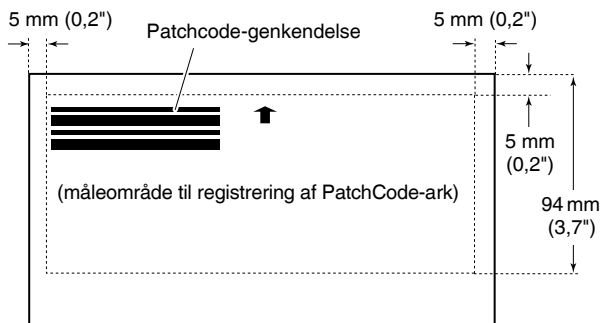 5 mm (0,2")
Patchcode-genkendelse
5 mm (0,2")
5 mm
(0,2")
(måleområde til registrering af PatchCode-ark)
94 mm
(3,7")